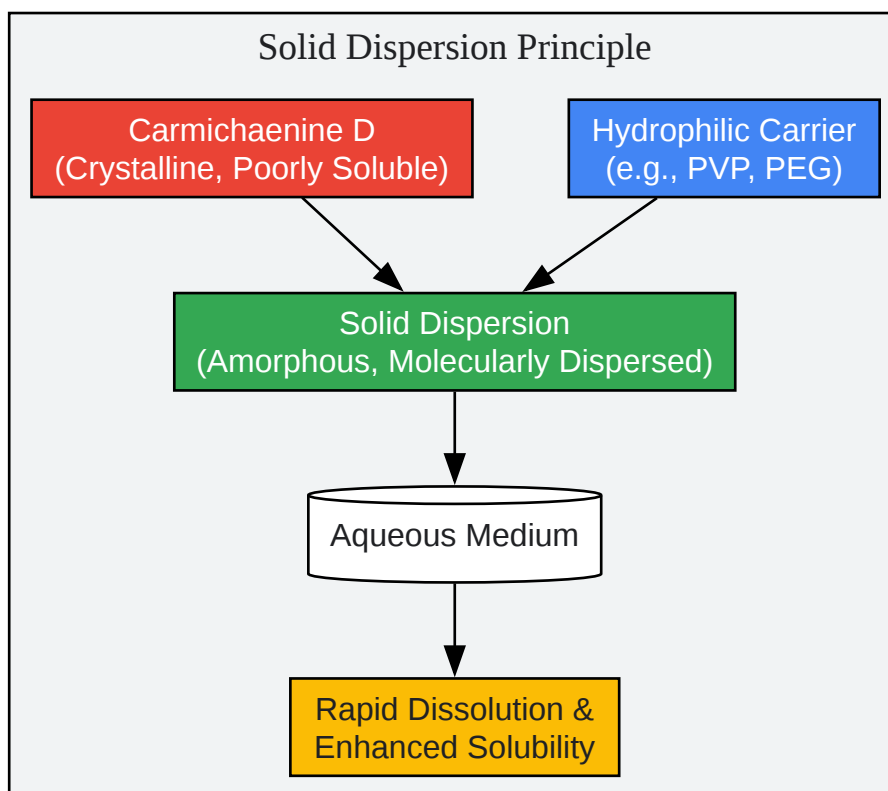 Solid Dispersion Principle
Carmichaenine D
(Crystalline, Poorly Soluble)
Hydrophilic Carrier
(e.g., PVP, PEG)
Solid Dispersion
(Amorphous, Molecularly Dispersed)
Aqueous Medium
Rapid Dissolution &
Enhanced Solubility